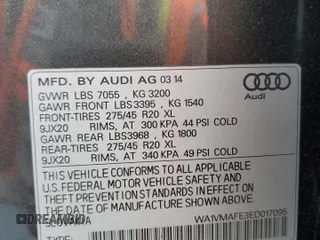 MFD. BY AUDI AG 03 14
GVWR LBS 7055 , KG 3200
GAWR FRONT LBS3395 , KG 1540
FRONT-TIRES 275/45 R20 XL
9JX20 RIMS, AT 300 KPA 44 PSI COLD
GAWR REAR LBS3968 , KG 1800
REAR-TIRES 275/45 R20 XL
9JX20 RIMS, AT 340 KPA 49 PSI COLD
Audi
THIS VEHICLE CONFORMS TO ALL APPLICABLE
U.S. FEDERAL MOTOR VEHICLE SAFETY AND
THEFT PREVENTION STANDARDS IN EFFECT ON
THE DATE OF MANUFACTURE SHOWN ABOVE.
WA1VMAFE3ED017095
TYPE: